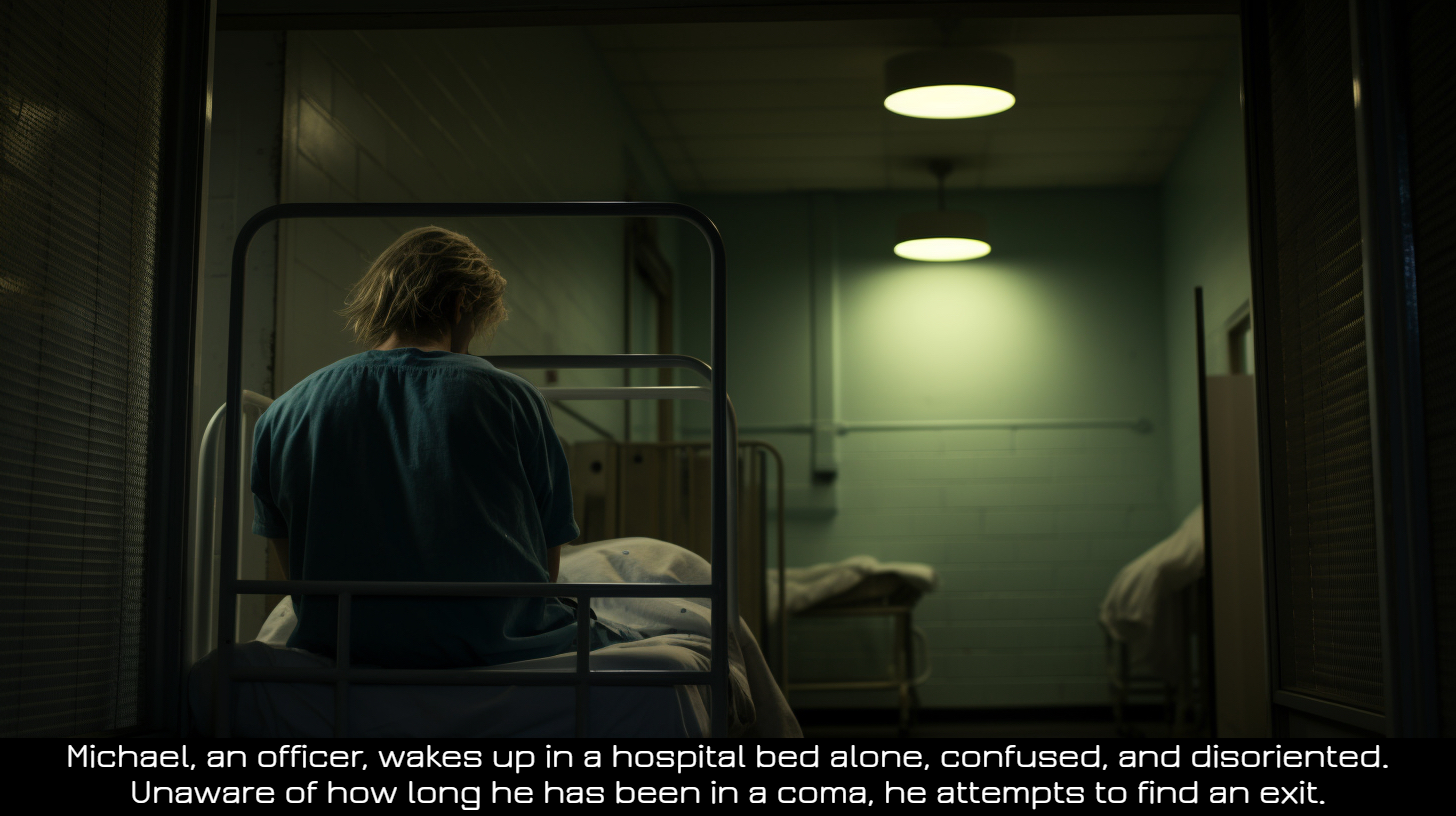 Michael, an officer, wakes up in a hospital bed alone, confused, and disoriented.
Unaware of how long he has been in a coma, he attempts to find an exit.